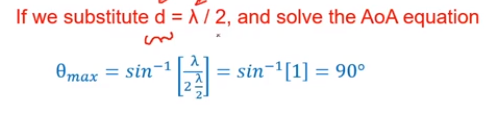 If we substitute d = λ / 2, and solve the AoA equation
θmax = sin⁻¹ [λ / 2 λ/2] = sin⁻¹[1] = 90°